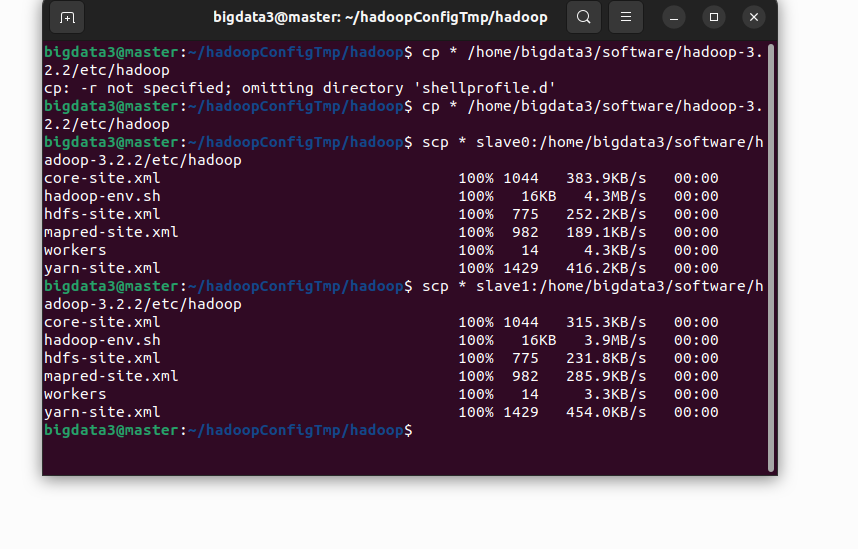 bigdata3@master: ~/hadoopConfigTmp/hadoop
bigdata3@master:~/hadoopConfigTmp/hadoop$ cp * /home/bigdata3/software/hadoop-3.
2.2/etc/hadoop
cp: -r not specified; omitting directory 'shellprofile.d'
bigdata3@master:~/hadoopConfigTmp/hadoop$ cp * /home/bigdata3/software/hadoop-3.
2.2/etc/hadoop
bigdata3@master:~/hadoopConfigTmp/hadoop$ scp * slave0:/home/bigdata3/software/h
adoop-3.2.2/etc/hadoop
core-site.xml 100% 1044 383.9KB/s 00:00
hadoop-env.sh 100% 16KB 4.3MB/s 00:00
hdfs-site.xml 100% 775 252.2KB/s 00:00
mapred-site.xml 100% 982 189.1KB/s 00:00
workers 100% 14 4.3KB/s 00:00
yarn-site.xml 100% 1429 416.2KB/s 00:00
bigdata3@master:~/hadoopConfigTmp/hadoop$ scp * slave1:/home/bigdata3/software/h
adoop-3.2.2/etc/hadoop
core-site.xml 100% 1044 315.3KB/s 00:00
hadoop-env.sh 100% 16KB 3.9MB/s 00:00
hdfs-site.xml 100% 775 231.8KB/s 00:00
mapred-site.xml 100% 982 285.9KB/s 00:00
workers 100% 14 3.3KB/s 00:00
yarn-site.xml 100% 1429 454.0KB/s 00:00
bigdata3@master:~/hadoopConfigTmp/hadoop$